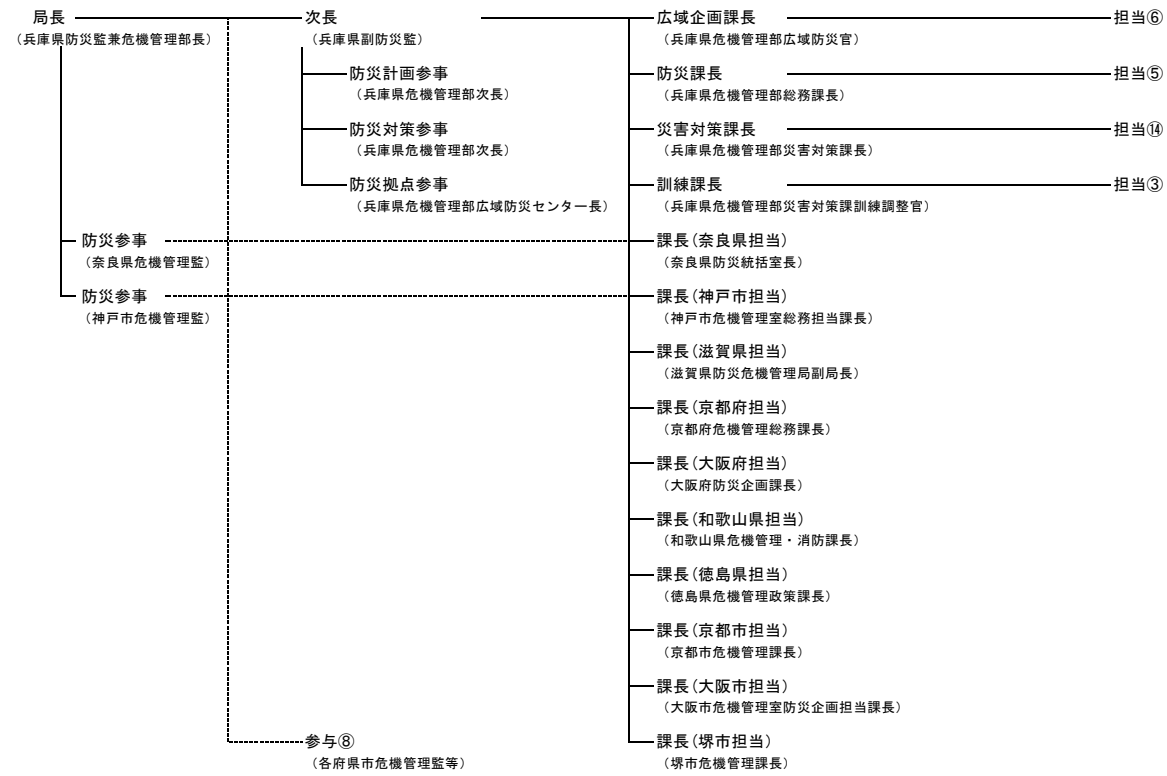 局長 次長 広域企画課長 担当⑥
（兵庫県防災監兼危機管理部長） （兵庫県副防災監） （兵庫県危機管理部広域防災官）
防災計画参事 防災課長 担当⑤
（兵庫県危機管理部次長） （兵庫県危機管理部総務課長）
防災対策参事 災害対策課長 担当⑭
（兵庫県危機管理部次長） （兵庫県危機管理部災害対策課長）
防災拠点参事 訓練課長 担当③
（兵庫県危機管理部広域防災センター長） （兵庫県危機管理部災害対策課訓練調整官）
防災参事 課長（奈良県担当）
（奈良県危機管理監） （奈良県防災統括室長）
防災参事 課長（神戸市担当）
（神戸市危機管理監） （神戸市危機管理室総務担当課長）
課長（滋賀県担当）
（滋賀県防災危機管理局副局長）
課長（京都府担当）
（京都府危機管理総務課長）
課長（大阪府担当）
（大阪府防災企画課長）
課長（和歌山県担当）
（和歌山県危機管理・消防課長）
課長（徳島県担当）
（徳島県危機管理政策課長）
課長（京都市担当）
（京都市危機管理課長）
課長（大阪市担当）
（大阪市危機管理室防災企画担当課長）
参与⑧ 課長（堺市担当）
（各府県市危機管理監等） （堺市危機管理課長）